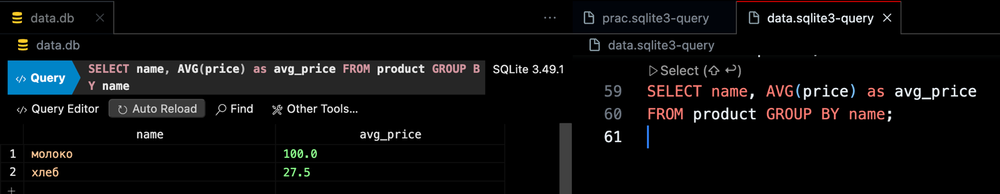 data.db
data.db
Query
SELECT name, AVG(price) as avg_price FROM product GROUP B
Y name
SQLite 3.49.1
Query Editor Auto Reload Find Other Tools...
name avg_price
1 молоко 100.0
2 хлеб 27.5
+
prac.sqlite3-query data.sqlite3-query
data.sqlite3-query
Select (⇧ ↩)
59 SELECT name, AVG(price) as avg_price
60 FROM product GROUP BY name;
61